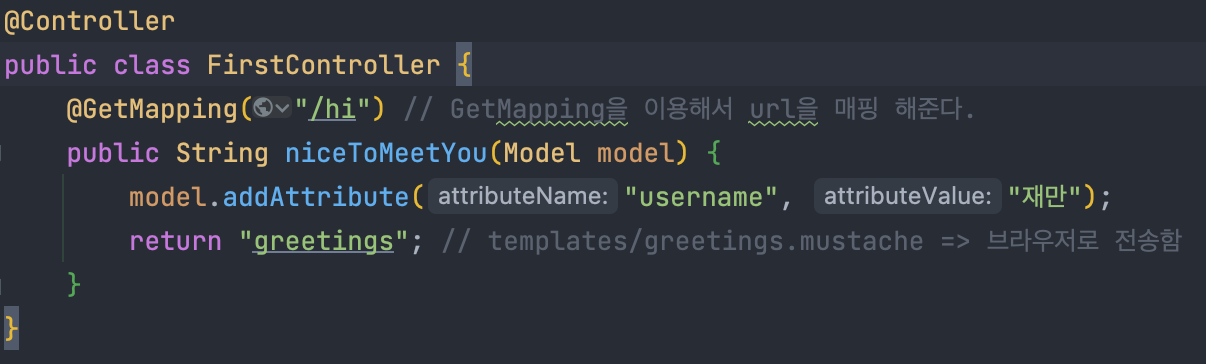 @Controller
public class FirstController {
@GetMapping("/hi") // GetMapping을 이용해서 url을 매핑 해준다.
public String niceToMeetYou(Model model) {
model.addAttribute( attributeName: "username", attributeValue: "재만");
return "greetings"; // templates/greetings.mustache => 브라우저로 전송함
}
}